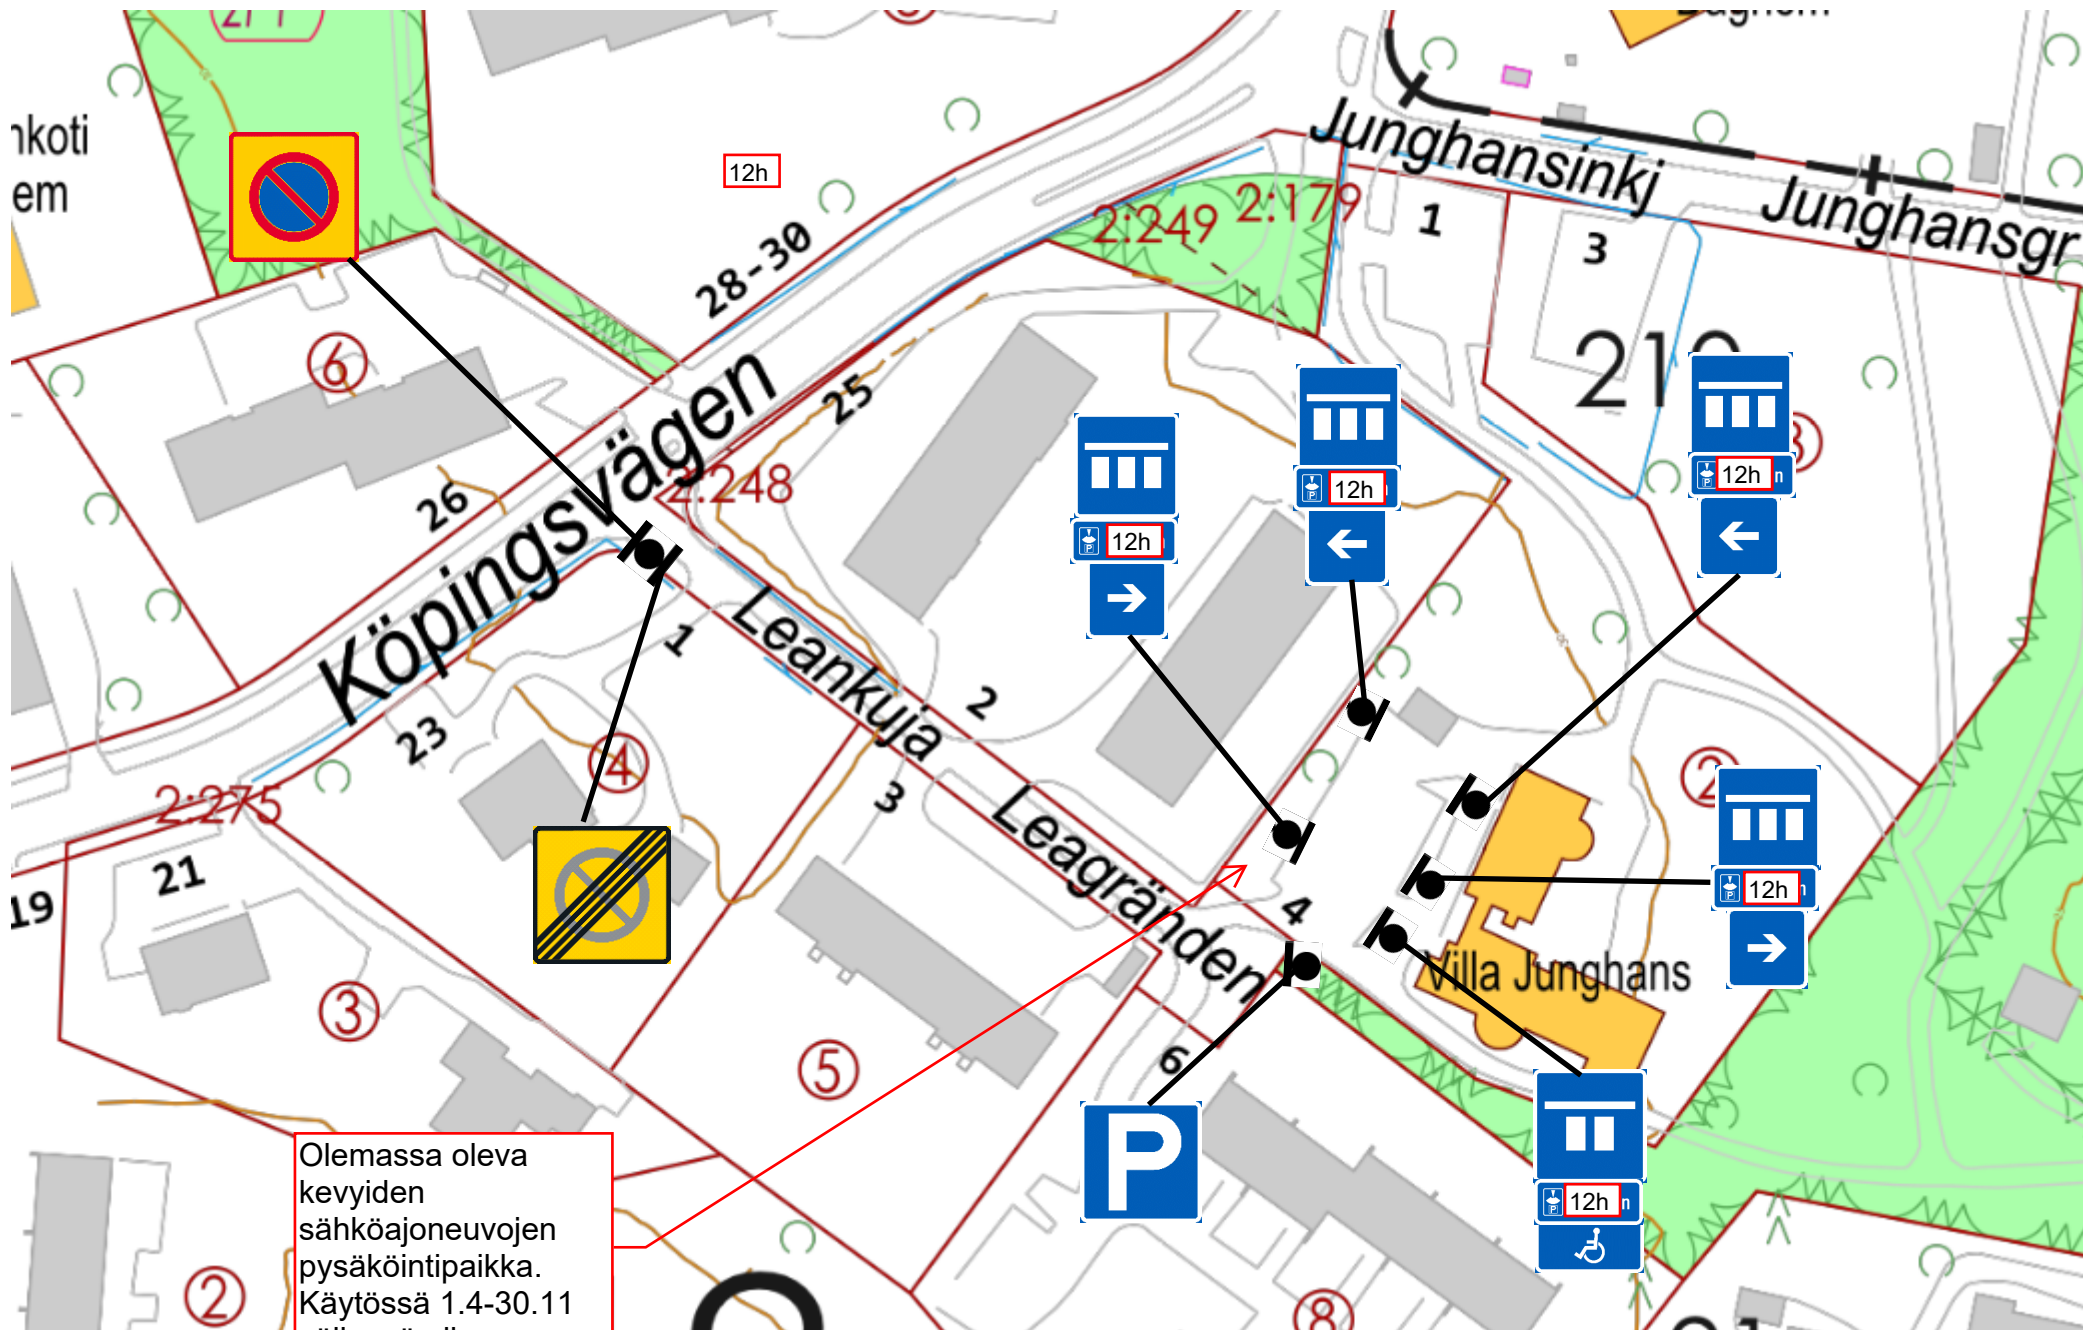 271
nkoti
em
12h
28-30
2:249
2:179
Junghansinkj
Junghansgr
1
3
6
25
26
Köpingsvägen
2:248
12h
12h
12h
1
Leankuja
2
23
4
3
2
2:275
Leagränden
21
19
4
12h
Villa Junghans
3
5
6
P
Olemassa oleva
kevyiden
sähköajoneuvojen
pysäköintipaikka.
Käytössä 1.4-30.11
12h
2
8